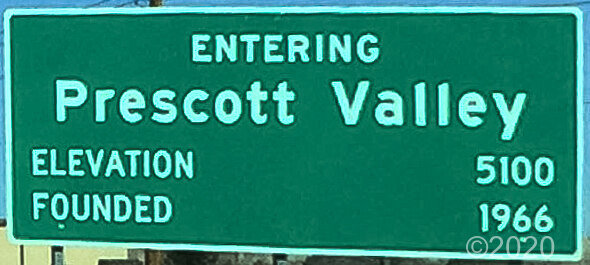 ENTERING
Prescott Valley
ELEVATION 5100
FOUNDED 1966
©2020